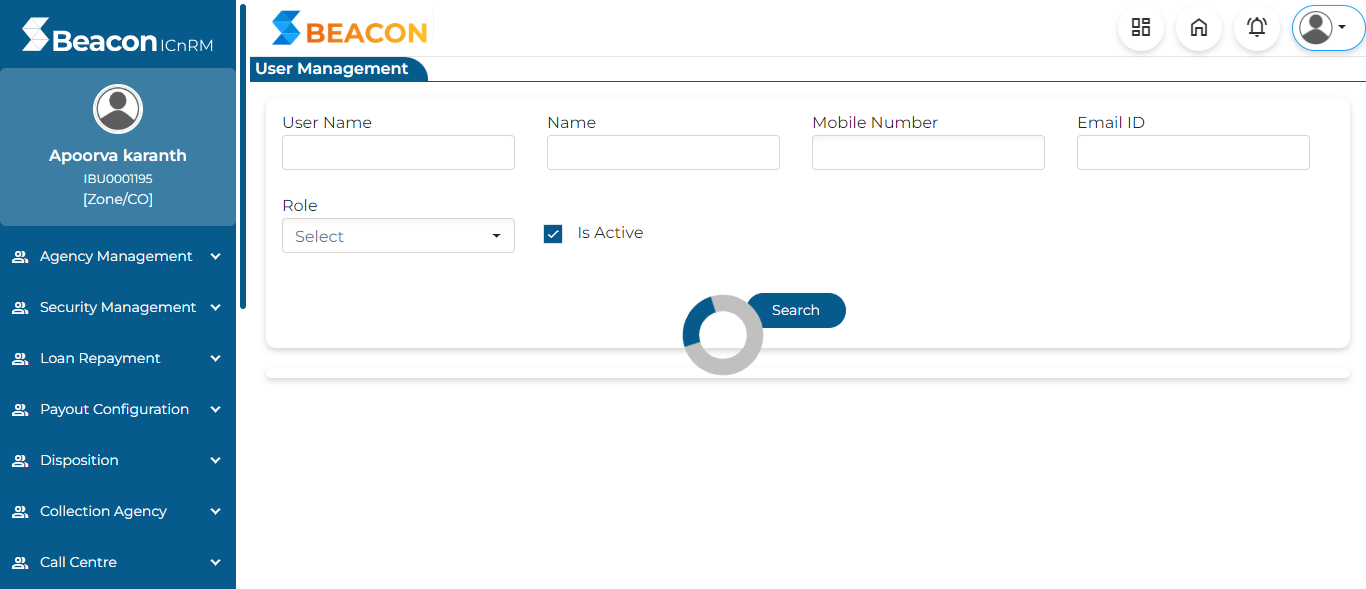 Beacon ICnRM
Apoorva karanth
IBU0001195
[Zone/CO]
Agency Management
Security Management
Loan Repayment
Payout Configuration
Disposition
Collection Agency
Call Centre
BEACON
User Management
User Name Name Mobile Number Email ID
Role
Select Is Active
Search